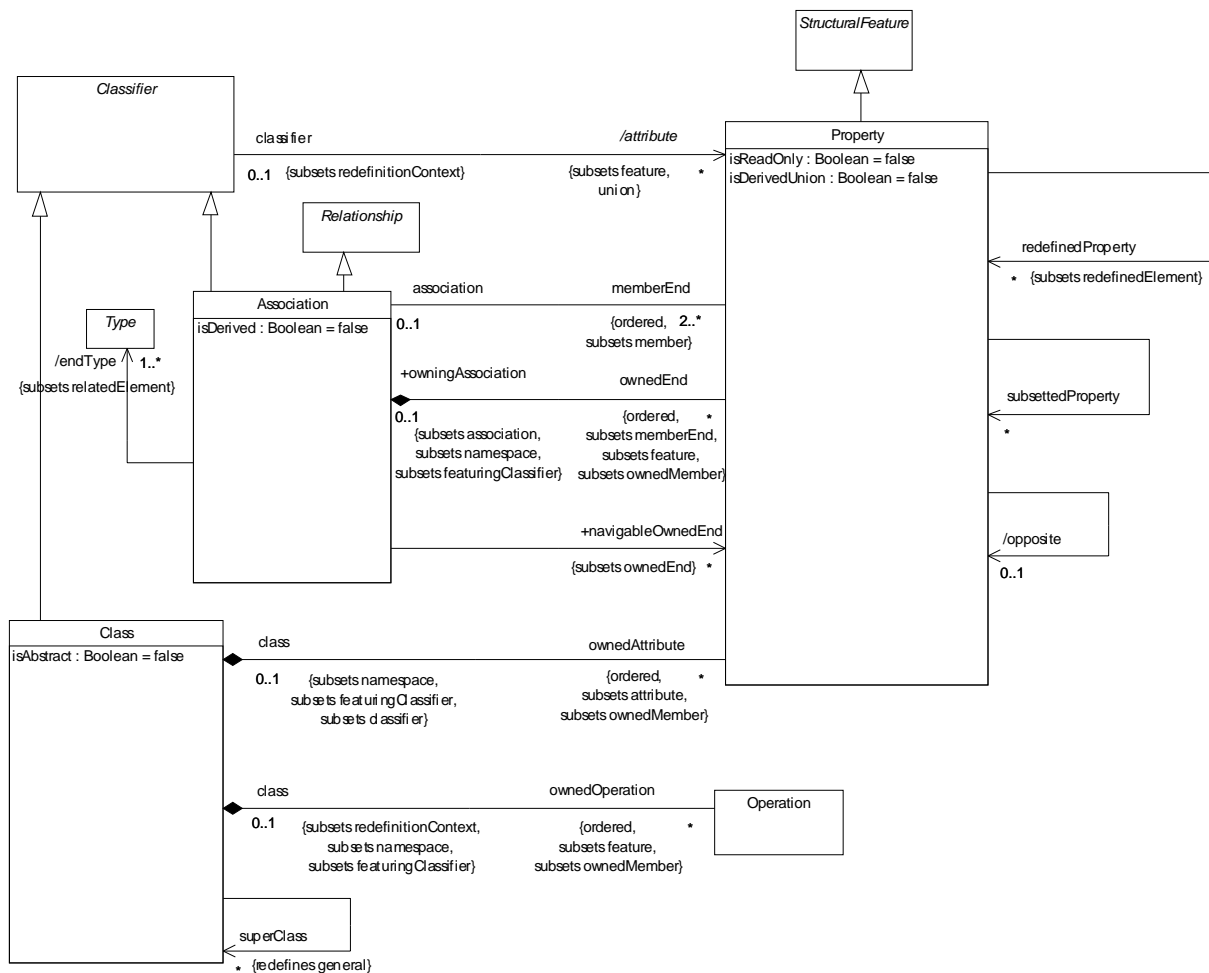 StructuralFeature
Classifier
classifier
/attribute
0..1
{subsets redefinitionContext}
{subsets feature,
union}
*
Property
isReadOnly : Boolean = false
isDerivedUnion : Boolean = false
Relationship
redefinedProperty
*
{subsets redefinedElement}
Association
isDerived : Boolean = false
association
memberEnd
0..1
{ordered,
subsets member}
2..*
Type
/endType
1..*
{subsets relatedElement}
+owningAssociation
ownedEnd
0..1
{subsets association,
subsets namespace,
subsets featuringClassifier}
{ordered,
subsets memberEnd,
subsets feature,
subsets ownedMember}
*
subsettedProperty
*
+navigableOwnedEnd
{subsets ownedEnd}
*
/opposite
0..1
Class
isAbstract : Boolean = false
class
ownedAttribute
0..1
{subsets namespace,
subsets featuringClassifier,
subsets classifier}
{ordered,
subsets attribute,
subsets ownedMember}
*
class
ownedOperation
0..1
{subsets redefinitionContext,
subsets namespace,
subsets featuringClassifier}
{ordered,
subsets feature,
subsets ownedMember}
*
Operation
superClass
*
{redefines general}